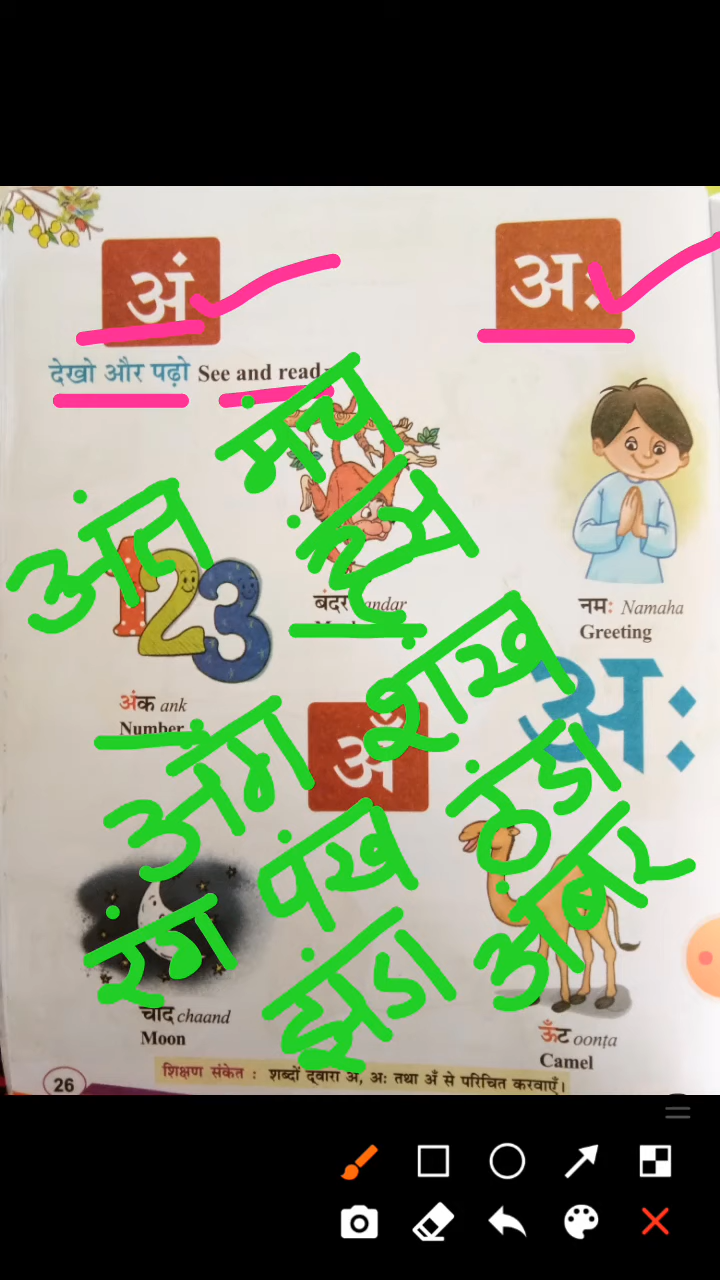 अं
अः
देखो और पढ़ो See and read
अंत
मंच
हंस
बंदर
नमः Namaha
Greeting
अंक ank
Number
अंग
शंख
अः
अँ
रंग
पंख
ठंडा
झंडा
अंबर
चाँद chaand
Moon
ऊँट oonṭa
Camel
शिक्षण संकेत : शब्दों द्वारा अं, अः तथा अँ से परिचित करवाएँ।
26